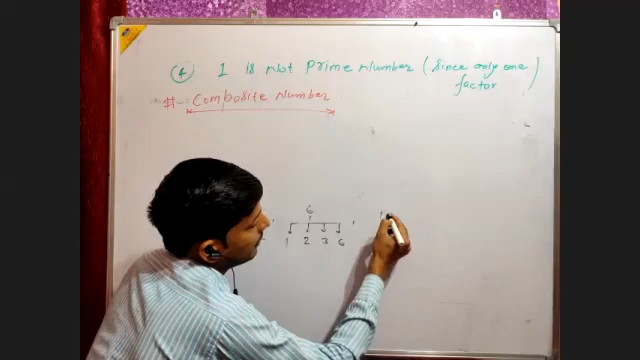 ④ 1 is not Prime Number (Since only one factor)
#- Composite Number
6
1 2 3 6